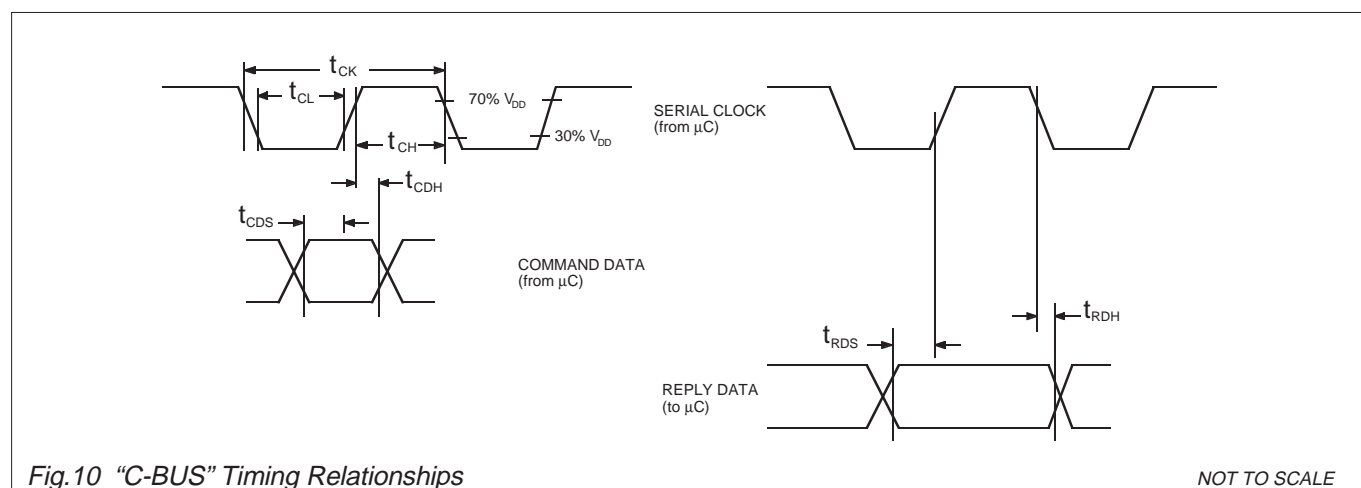 tCK
tCL
70% VDD
SERIAL CLOCK
(from µC)
30% VDD
tCH
tCDH
tCDS
COMMAND DATA
(from µC)
tRDH
tRDS
REPLY DATA
(to µC)
Fig.10 “C-BUS” Timing Relationships
NOT TO SCALE